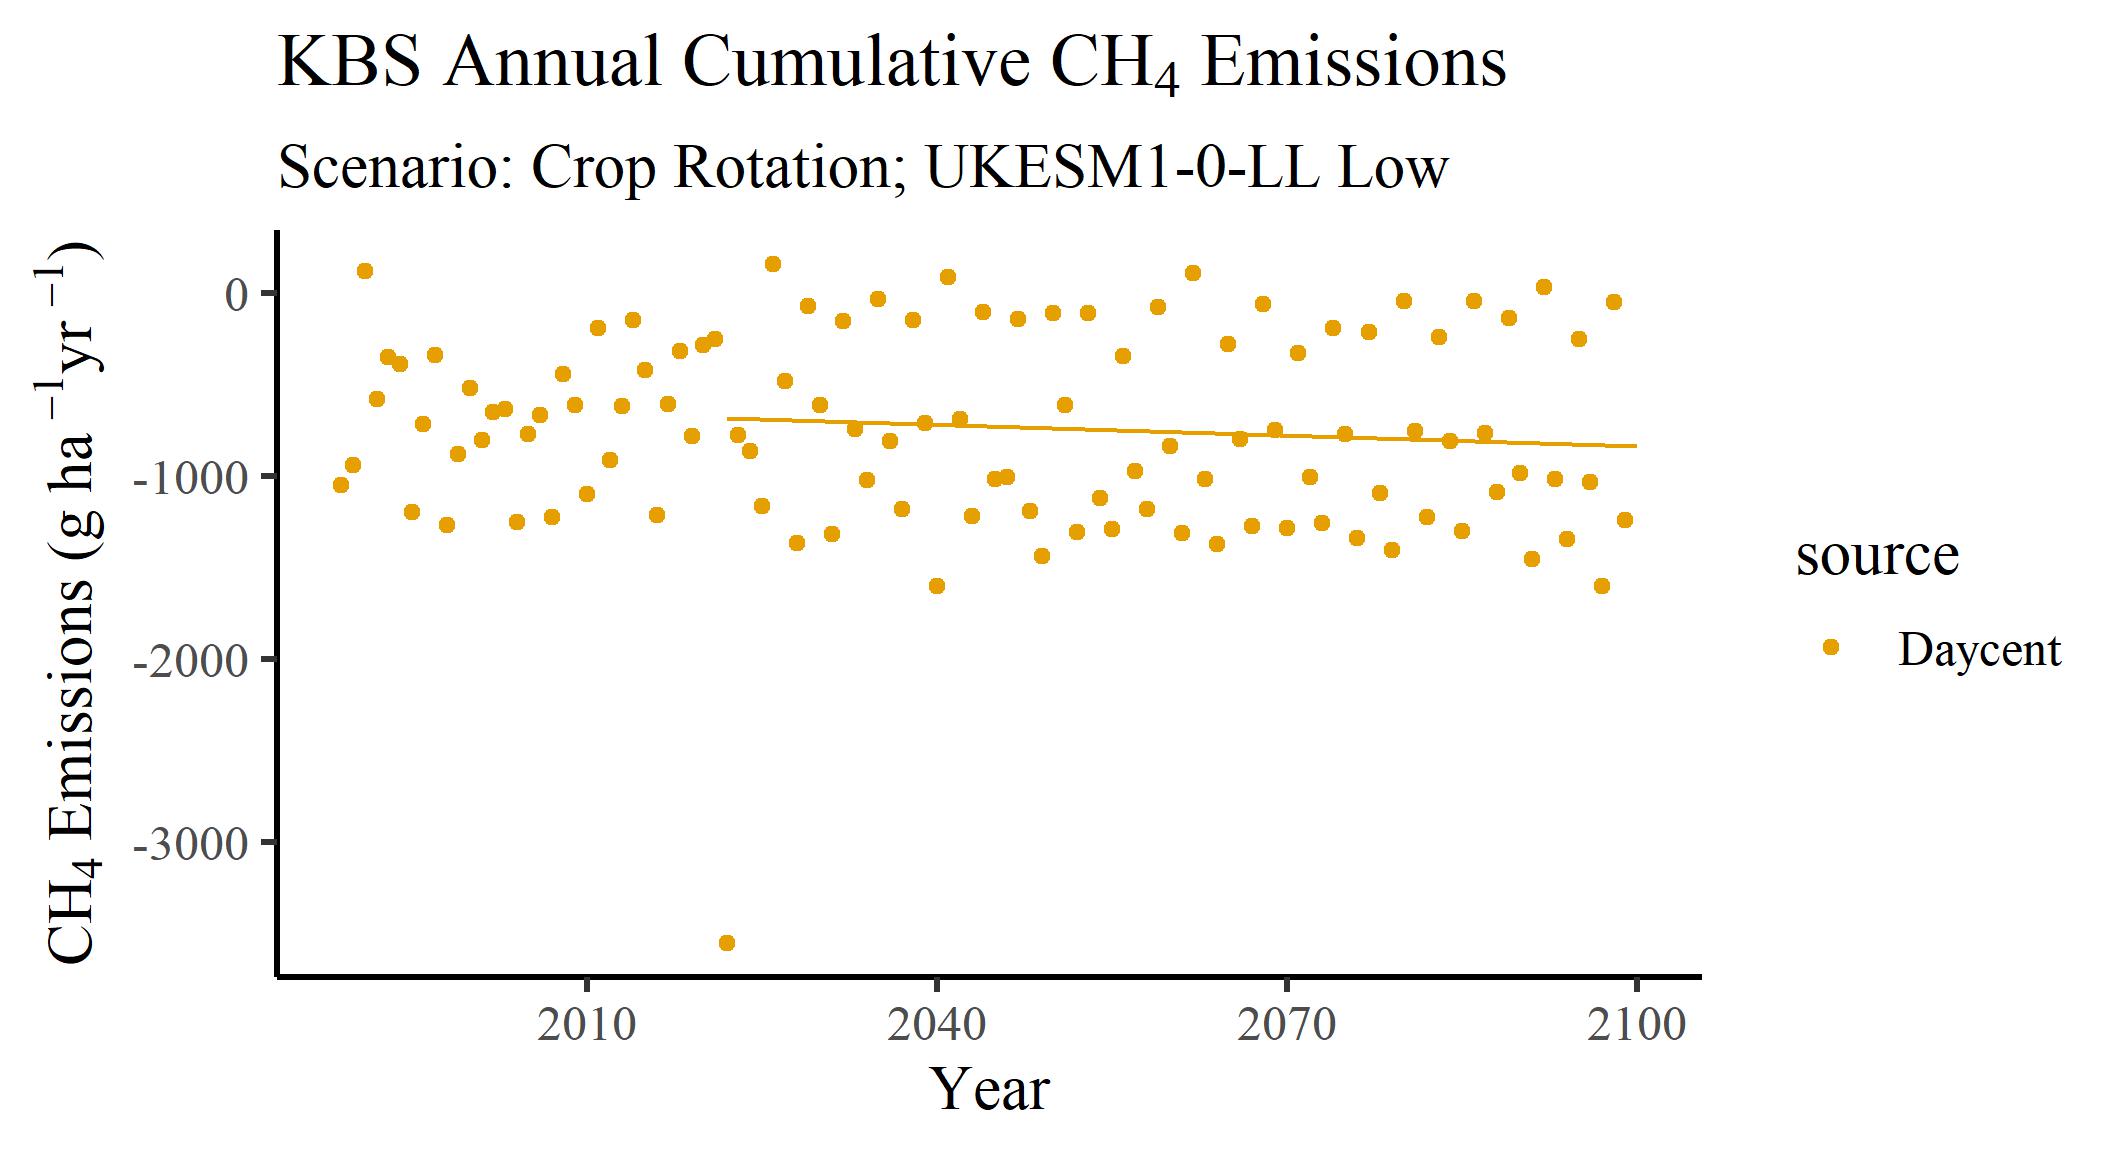 KBS Annual Cumulative CH₄ Emissions
Scenario: Crop Rotation; UKESM1-0-LL Low
CH₄ Emissions (g ha ⁻¹yr ⁻¹)
0
-1000
-2000
-3000
2010 2040 2070 2100
Year
source
Daycent